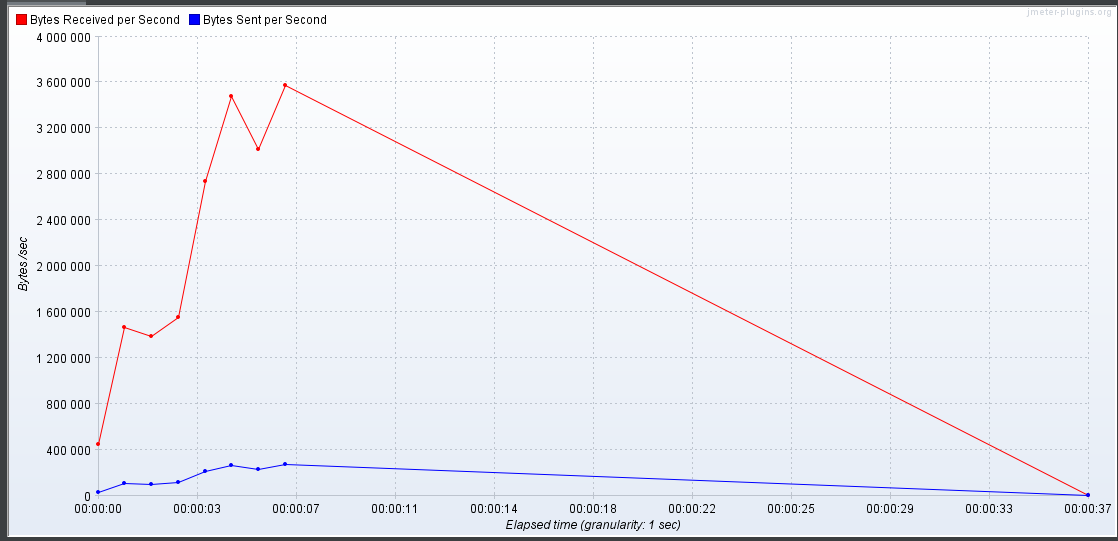 jmeter-plugins.org
Bytes Received per Second Bytes Sent per Second
4 000 000
3 600 000
3 200 000
2 800 000
2 400 000
2 000 000
1 600 000
1 200 000
800 000
400 000
0
Bytes /sec
00:00:00 00:00:03 00:00:07 00:00:11 00:00:14 00:00:18 00:00:22 00:00:25 00:00:29 00:00:33 00:00:37
Elapsed time (granularity: 1 sec)